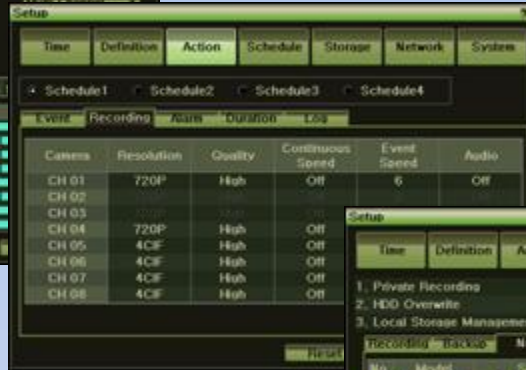 Setup
Time Definition Action Schedule Storage Network System
Schedule1 Schedule2 Schedule3 Schedule4
Event Recording Alarm Duration Log
Camera Resolution Quality Continuous Speed Event Speed Audio
CH 01 720P High Off 6 Off
CH 02
CH 03
CH 04 720P High Off
CH 05 4CIF High Off
CH 06 4CIF High Off
CH 07 4CIF High Off
CH 08 4CIF High Off
Reset
Setup
Time Definition
1. Private Recording
2. HDD Overwrite
3. Local Storage
Recording Backup
No. Model